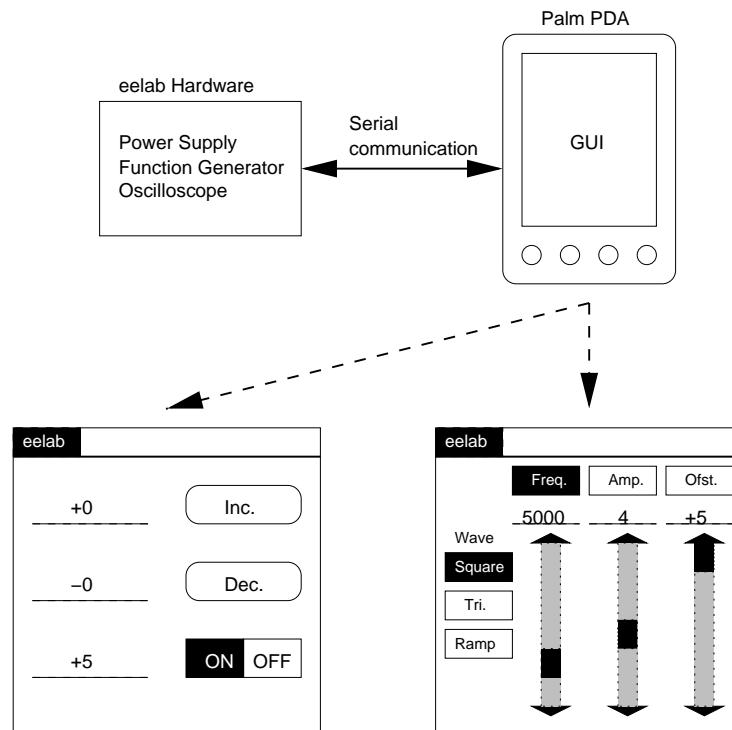 Palm PDA
eelab Hardware
Power Supply
Function Generator
Oscilloscope
Serial
communication
GUI
eelab
+0
Inc.
−0
Dec.
+5
ON OFF
eelab
Freq. Amp. Ofst.
5000 4 +5
Wave
Square
Tri.
Ramp